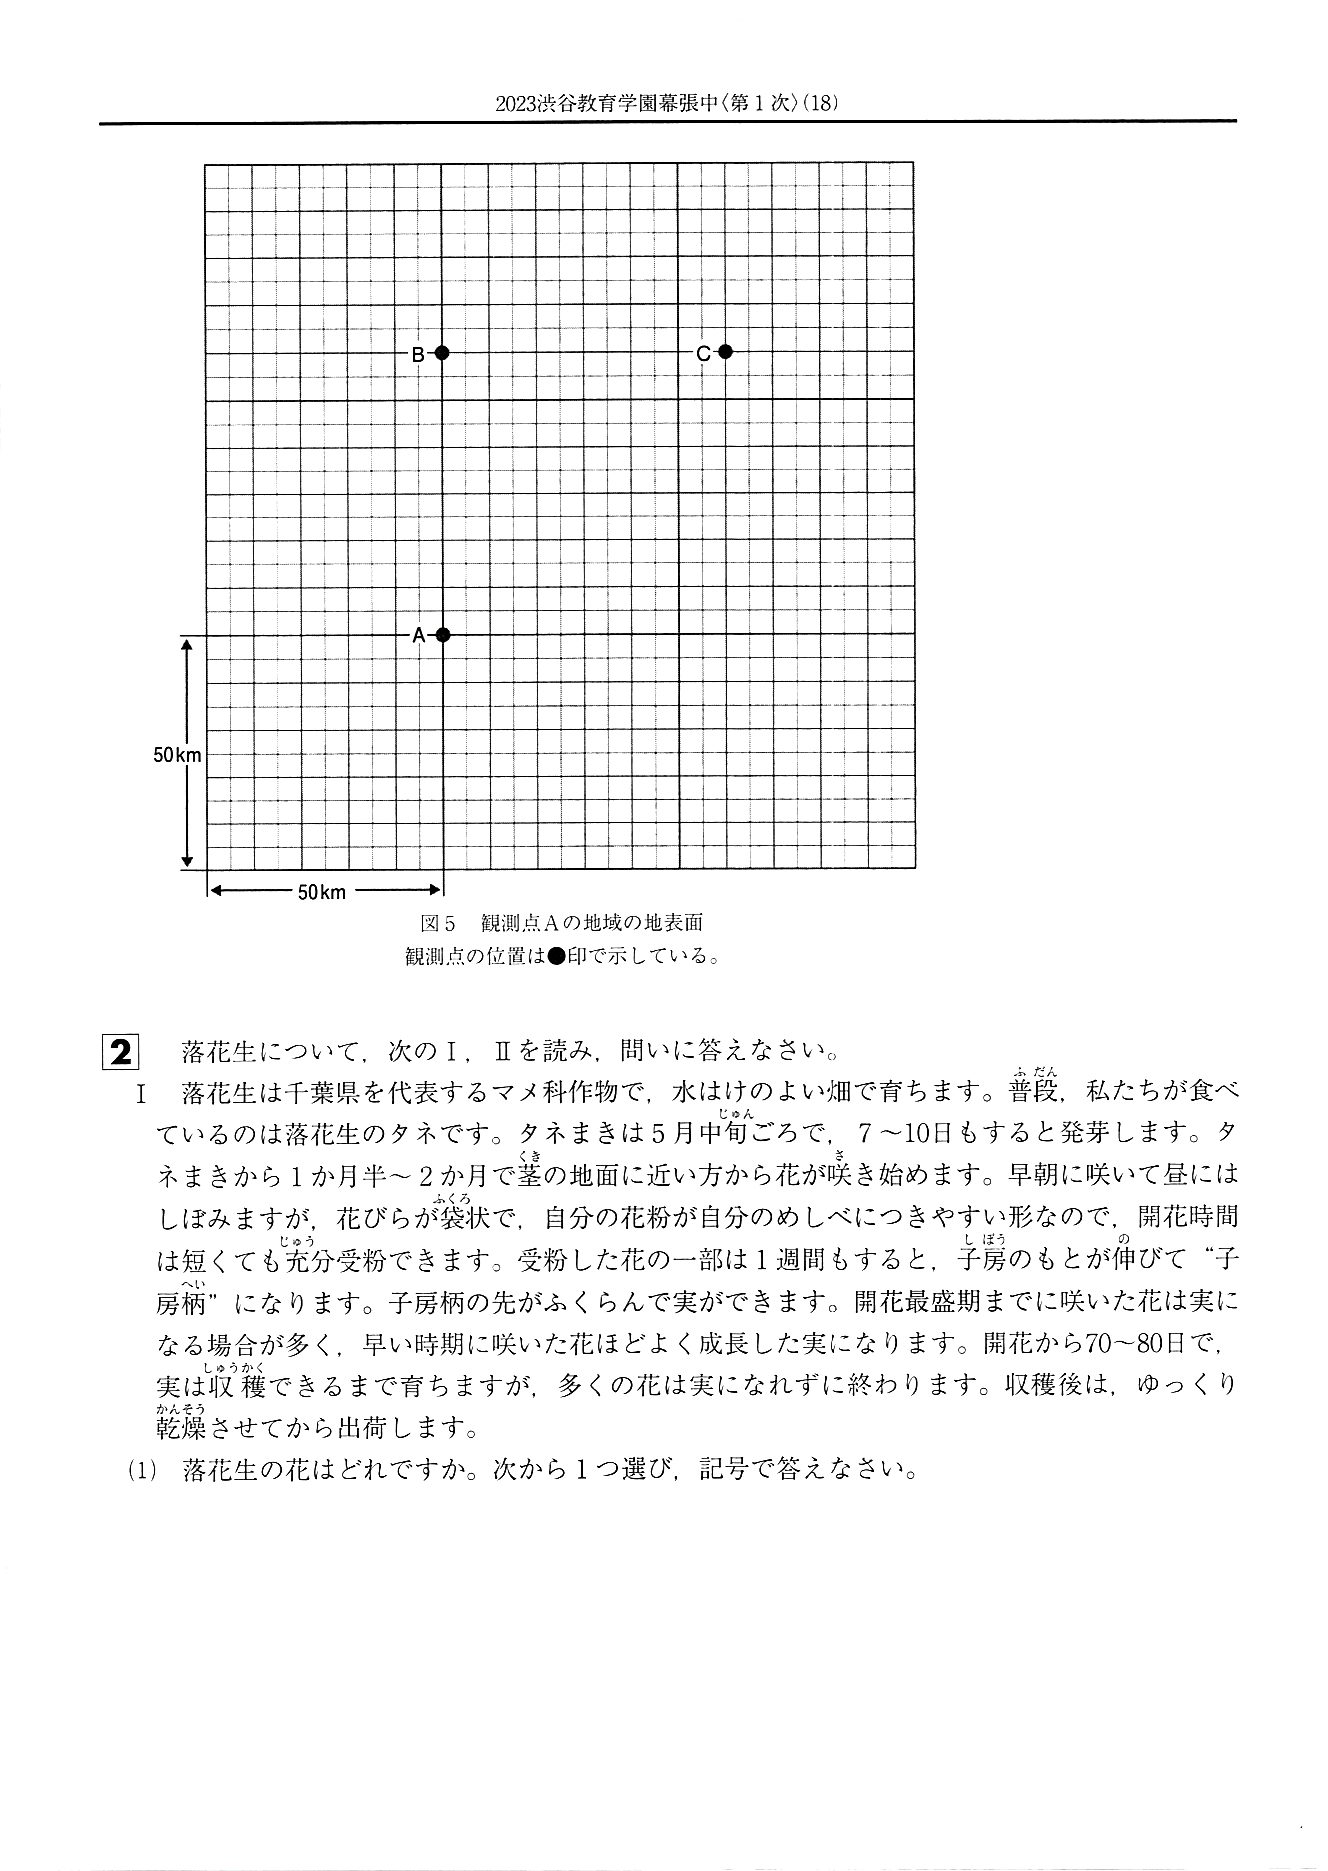 2023渋谷教育学園幕張中〈第1次〉(18)
B
C
A
50km
50km
図5 観測点Aの地域の地表面
観測点の位置は●印で示している。
2 落花生について，次のⅠ，Ⅱを読み，問いに答えなさい。
Ⅰ 落花生は千葉県を代表するマメ科作物で，水はけのよい畑で育ちます。普段，私たちが食べ
ているのは落花生のタネです。タネまきは5月中旬ごろで，7～10日もすると発芽します。タ
ネまきから1か月半～2か月で茎の地面に近い方から花が咲き始めます。早朝に咲いて昼には
しぼみますが，花びらが袋状で，自分の花粉が自分のめしべにつきやすい形なので，開花時間
は短くても充分受粉できます。受粉した花の一部は1週間もすると，子房のもとが伸びて“子
房柄”になります。子房柄の先がふくらんで実ができます。開花最盛期までに咲いた花は実に
なる場合が多く，早い時期に咲いた花ほどよく成長した実になります。開花から70～80日で，
実は収穫できるまで育ちますが，多くの花は実になれずに終わります。収穫後は，ゆっくり
乾燥させてから出荷します。
(1) 落花生の花はどれですか。次から1つ選び，記号で答えなさい。